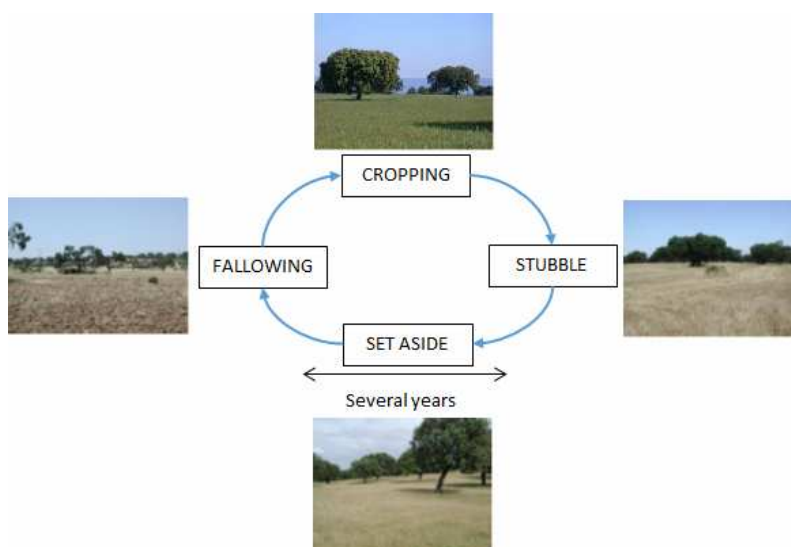 CROPPING
FALLOWING
STUBBLE
SET ASIDE
Several years